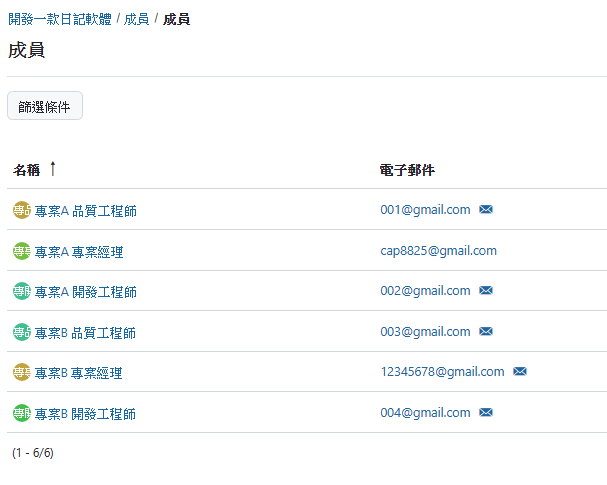 開發一款日記軟體 / 成員 / 成員
成員
篩選條件
名稱 ↑ 電子郵件
專品 專案A 品質工程師 001@gmail.com
專專 專案A 專案經理 cap8825@gmail.com
專開 專案A 開發工程師 002@gmail.com
專品 專案B 品質工程師 003@gmail.com
專專 專案B 專案經理 12345678@gmail.com
專開 專案B 開發工程師 004@gmail.com
(1 - 6/6)